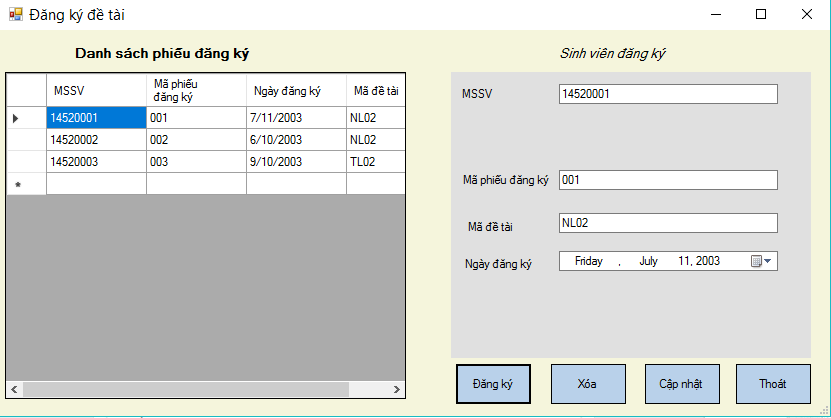 Đăng ký đề tài
Danh sách phiếu đăng ký
MSSV Mã phiếu đăng ký Ngày đăng ký Mã đề tài
14520001 001 7/11/2003 NL02
14520002 002 6/10/2003 NL02
14520003 003 9/10/2003 TL02
Sinh viên đăng ký
MSSV 14520001
Mã phiếu đăng ký 001
Mã đề tài NL02
Ngày đăng ký Friday , July 11, 2003
Đăng ký Xóa Cập nhật Thoát